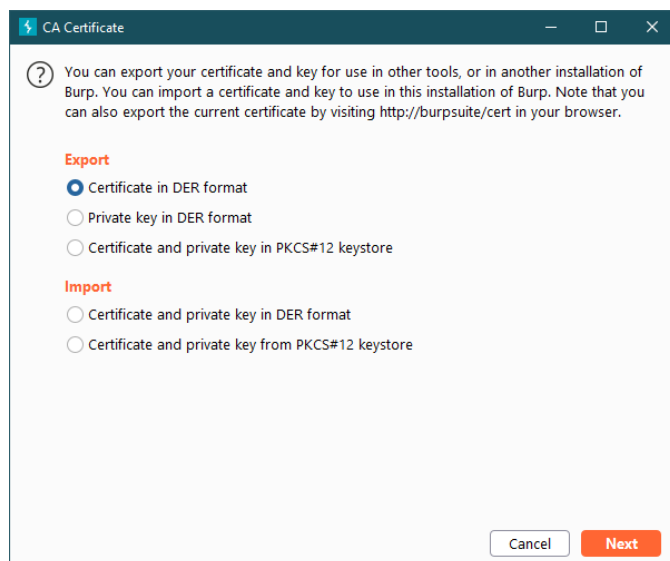 CA Certificate
You can export your certificate and key for use in other tools, or in another installation of
Burp. You can import a certificate and key to use in this installation of Burp. Note that you
can also export the current certificate by visiting http://burpsuite/cert in your browser.
Export
Certificate in DER format
Private key in DER format
Certificate and private key in PKCS#12 keystore
Import
Certificate and private key in DER format
Certificate and private key from PKCS#12 keystore
Cancel
Next